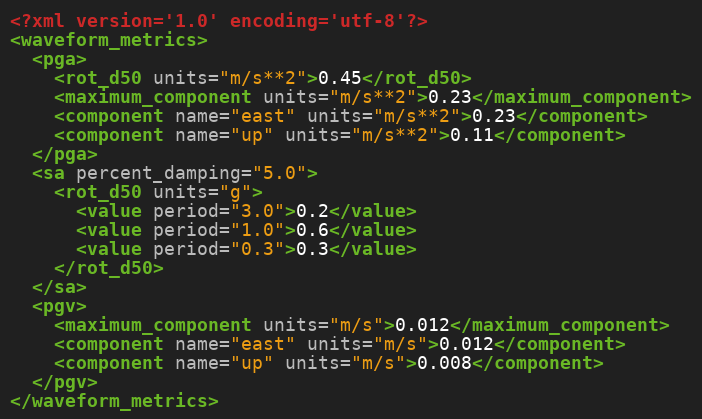 <?xml version='1.0' encoding='utf-8'?>
<waveform_metrics>
  <pga>
    <rot_d50 units="m/s**2">0.45</rot_d50>
    <maximum_component units="m/s**2">0.23</maximum_component>
    <component name="east" units="m/s**2">0.23</component>
    <component name="up" units="m/s**2">0.11</component>
  </pga>
  <sa percent_damping="5.0">
    <rot_d50 units="g">
      <value period="3.0">0.2</value>
      <value period="1.0">0.6</value>
      <value period="0.3">0.3</value>
    </rot_d50>
  </sa>
  <pgv>
    <maximum_component units="m/s">0.012</maximum_component>
    <component name="east" units="m/s">0.012</component>
    <component name="up" units="m/s">0.008</component>
  </pgv>
</waveform_metrics>